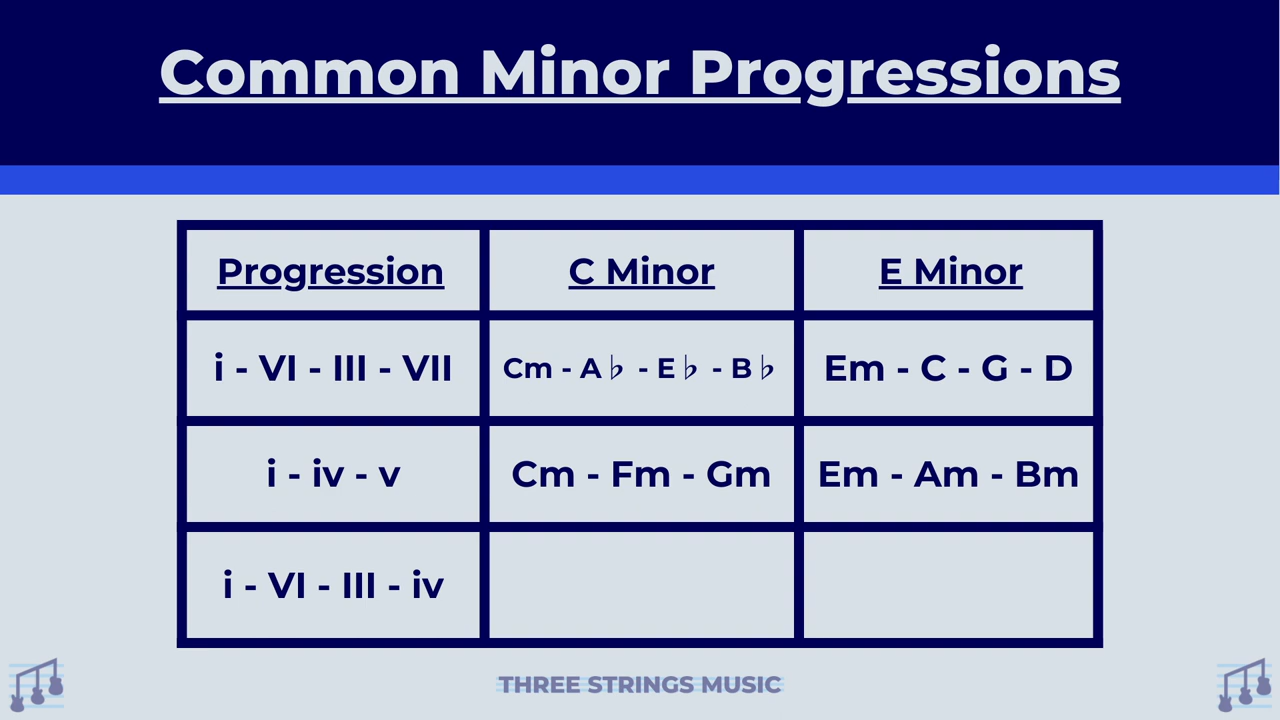 Common Minor Progressions
Progression
C Minor
E Minor
i - VI - III - VII
Cm - A♭ - E♭ - B♭
Em - C - G - D
i - iv - v
Cm - Fm - Gm
Em - Am - Bm
i - VI - III - iv
THREE STRINGS MUSIC